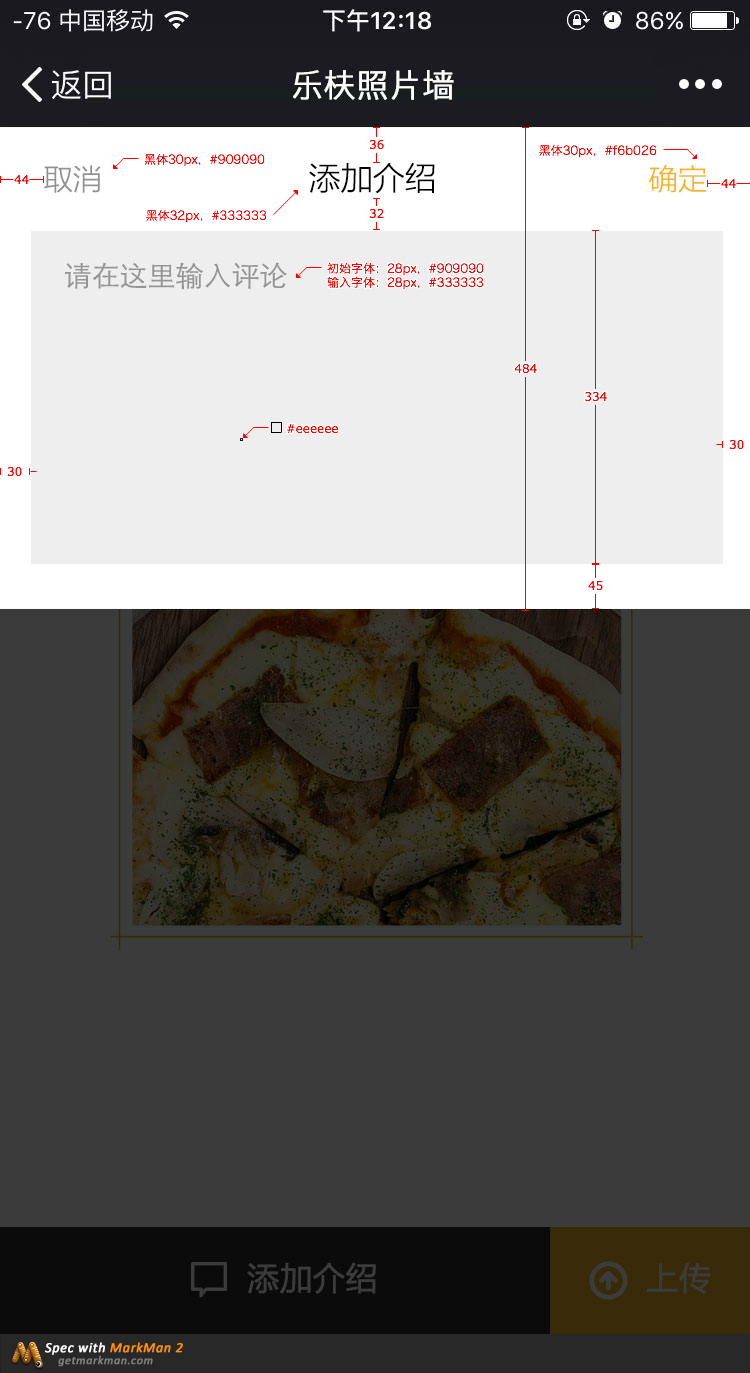 -76 中国移动 下午12:18 86%
返回 乐扶照片墙
36
黑体30px，#909090
黑体30px，#f6b026
44 取消 添加介绍 确定 44
黑体32px，#333333
32
请在这里输入评论
初始字体：28px，#909090
输入字体：28px，#333333
484
334
#eeeeee
30
30
45
添加介绍 上传
Spec with MarkMan 2
getmarkman.com